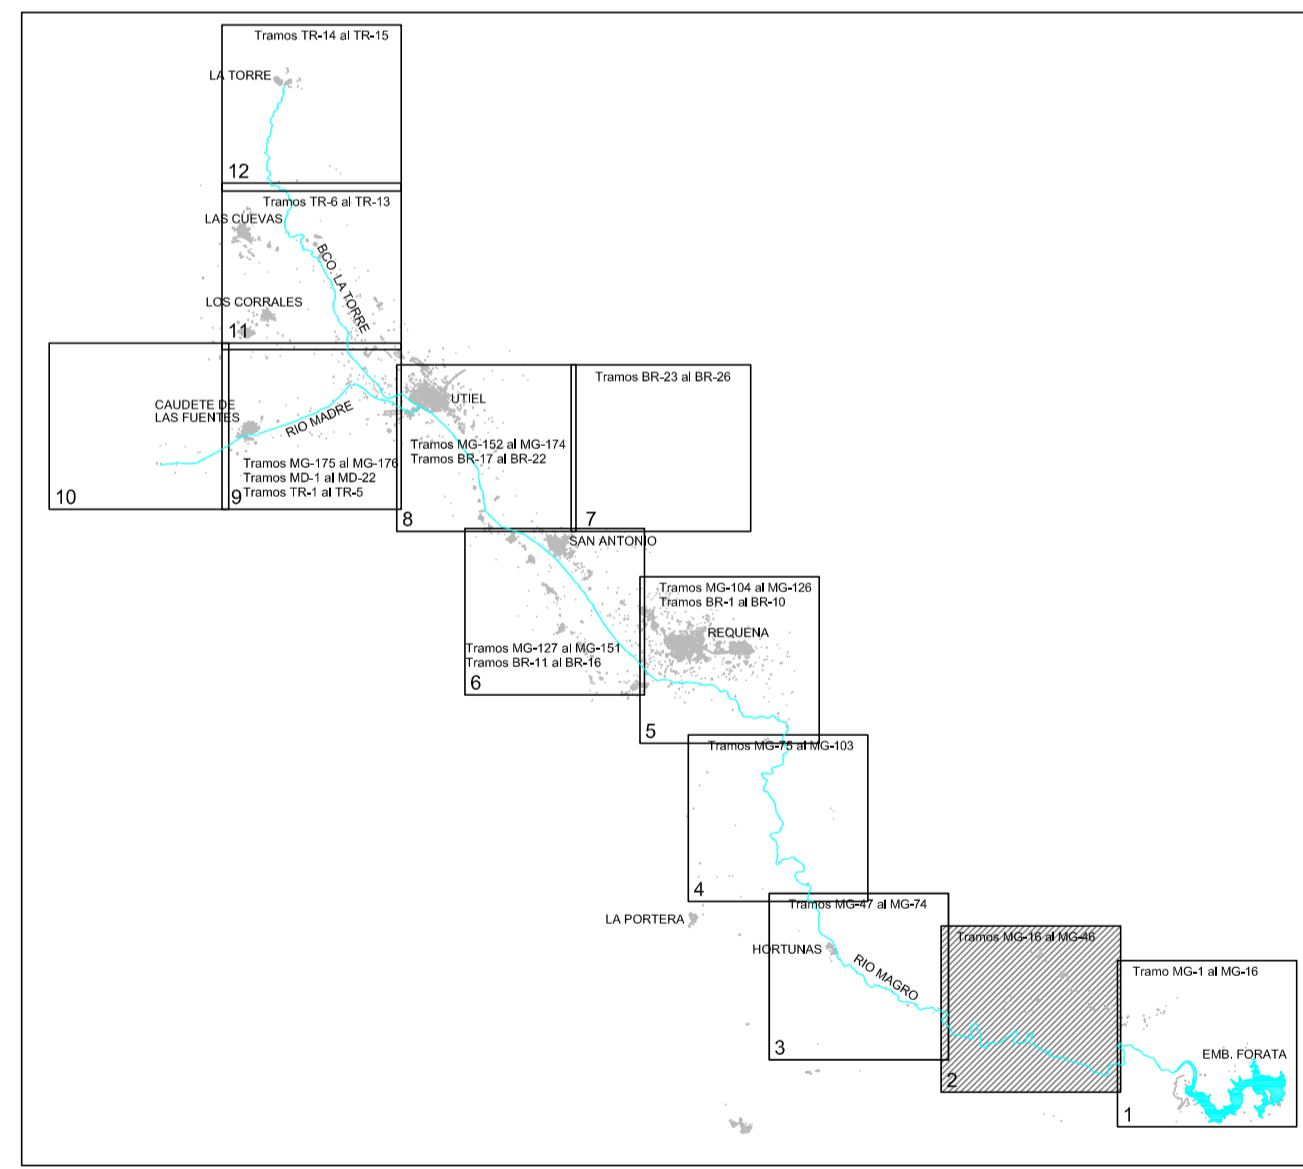 Tramos TR-14 al TR-15
LA TORRE
12
Tramos TR-6 al TR-13
LAS CUEVAS
BCO. LA TORRE
LOS CORRALES
11
Tramos BR-23 al BR-26
UTIEL
CAUDETE DE
LAS FUENTES
RIO MADRE
Tramos MG-152 al MG-174
Tramos BR-17 al BR-22
Tramos MG-175 al MG-176
Tramos MD-1 al MD-22
Tramos TR-1 al TR-5
10
9
8
7
SAN ANTONIO
Tramos MG-104 al MG-126
Tramos BR-1 al BR-10
REQUENA
Tramos MG-127 al MG-151
Tramos BR-11 al BR-16
6
5
Tramos MG-75 al MG-103
4
Tramos MG-47 al MG-74
LA PORTERA
HORTUNAS
RIO MAGRO
Tramos MG-16 al MG-46
Tramo MG-1 al MG-16
3
EMB. FORATA
2
1